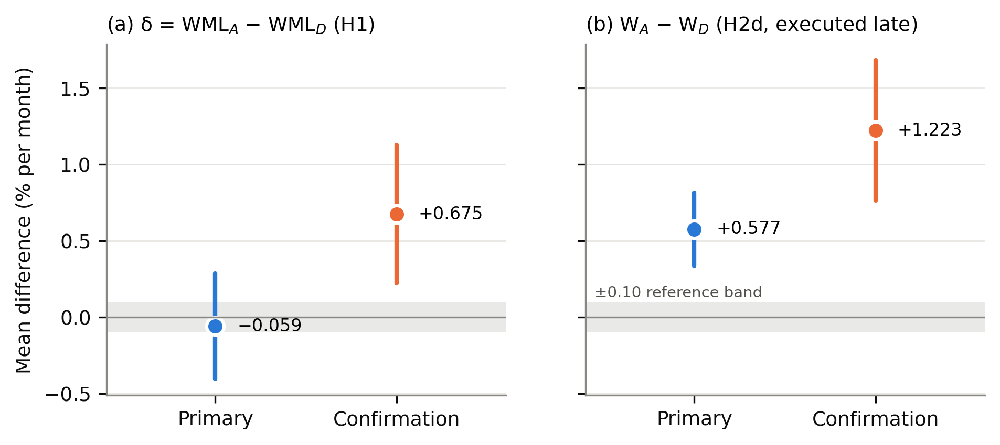 (a) δ = WML_A − WML_D (H1)
Mean difference (% per month)
1.5
1.0
0.5
0.0
−0.5
+0.675
−0.059
Primary
Confirmation
(b) W_A − W_D (H2d, executed late)
+1.223
+0.577
±0.10 reference band
Primary
Confirmation